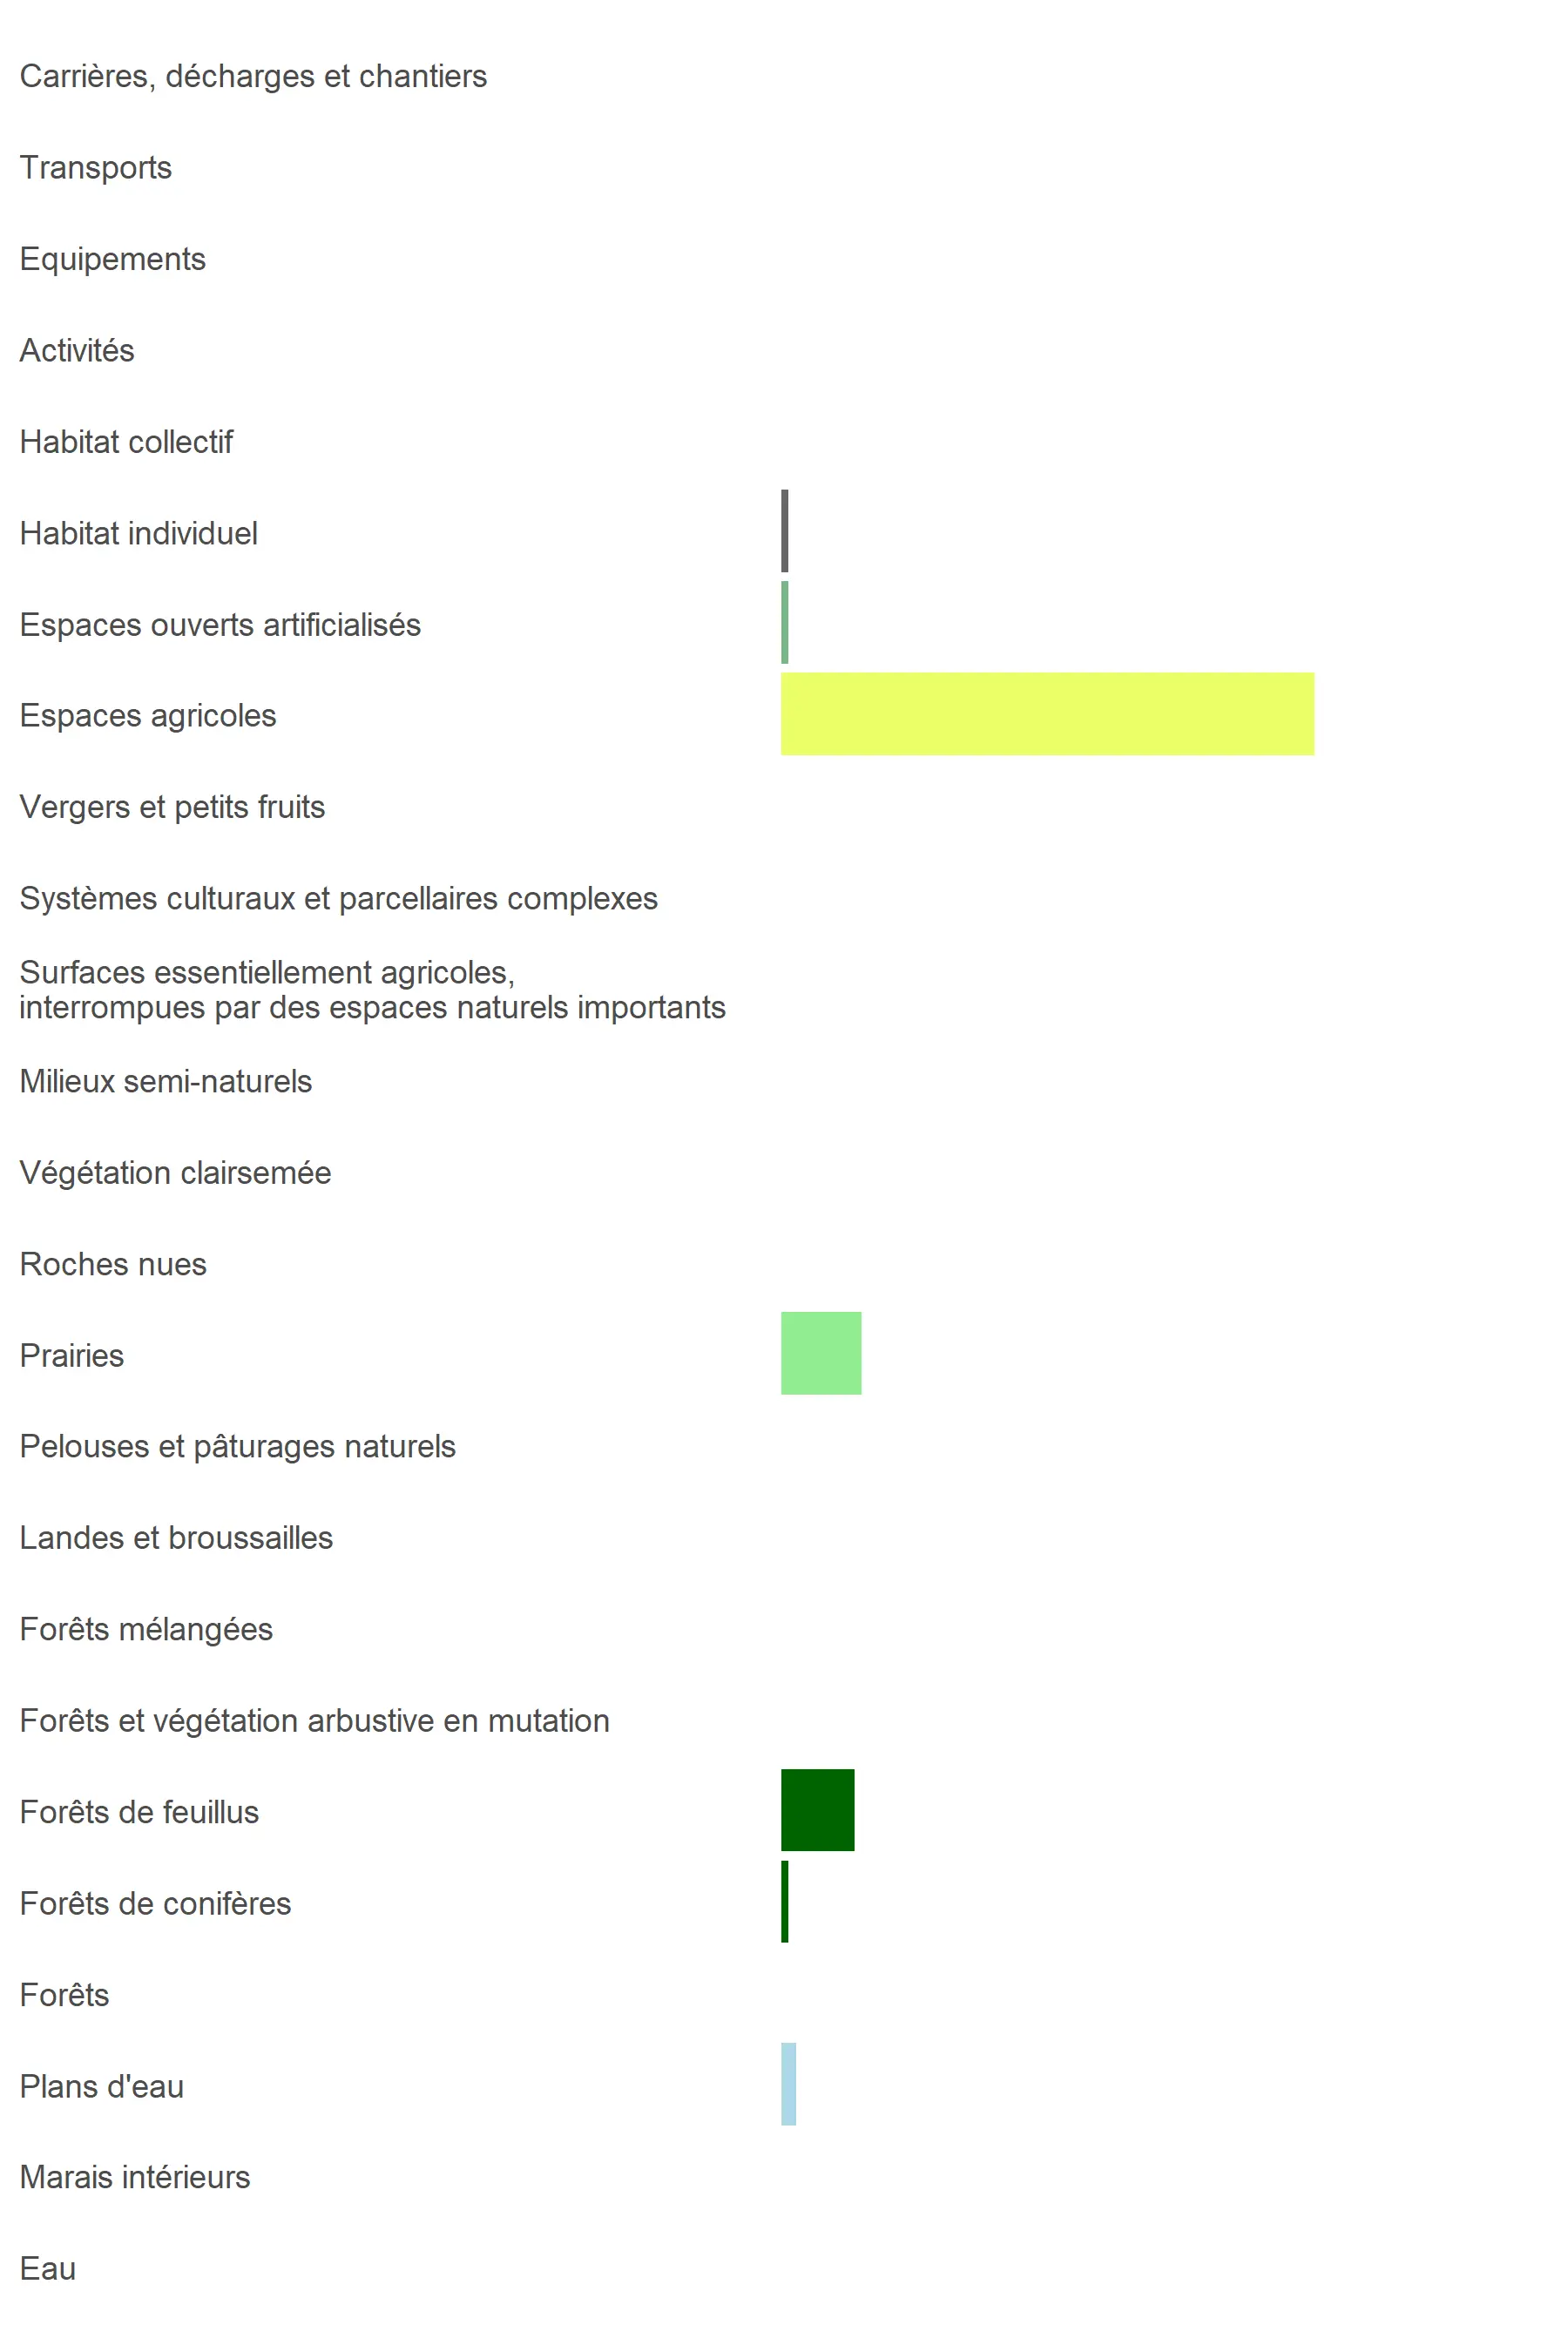 Carrières, décharges et chantiers
Transports
Equipements
Activités
Habitat collectif
Habitat individuel
Espaces ouverts artificialisés
Espaces agricoles
Vergers et petits fruits
Systèmes culturaux et parcellaires complexes
Surfaces essentiellement agricoles,
interrompues par des espaces naturels importants
Milieux semi-naturels
Végétation clairsemée
Roches nues
Prairies
Pelouses et pâturages naturels
Landes et broussailles
Forêts mélangées
Forêts et végétation arbustive en mutation
Forêts de feuillus
Forêts de conifères
Forêts
Plans d'eau
Marais intérieurs
Eau